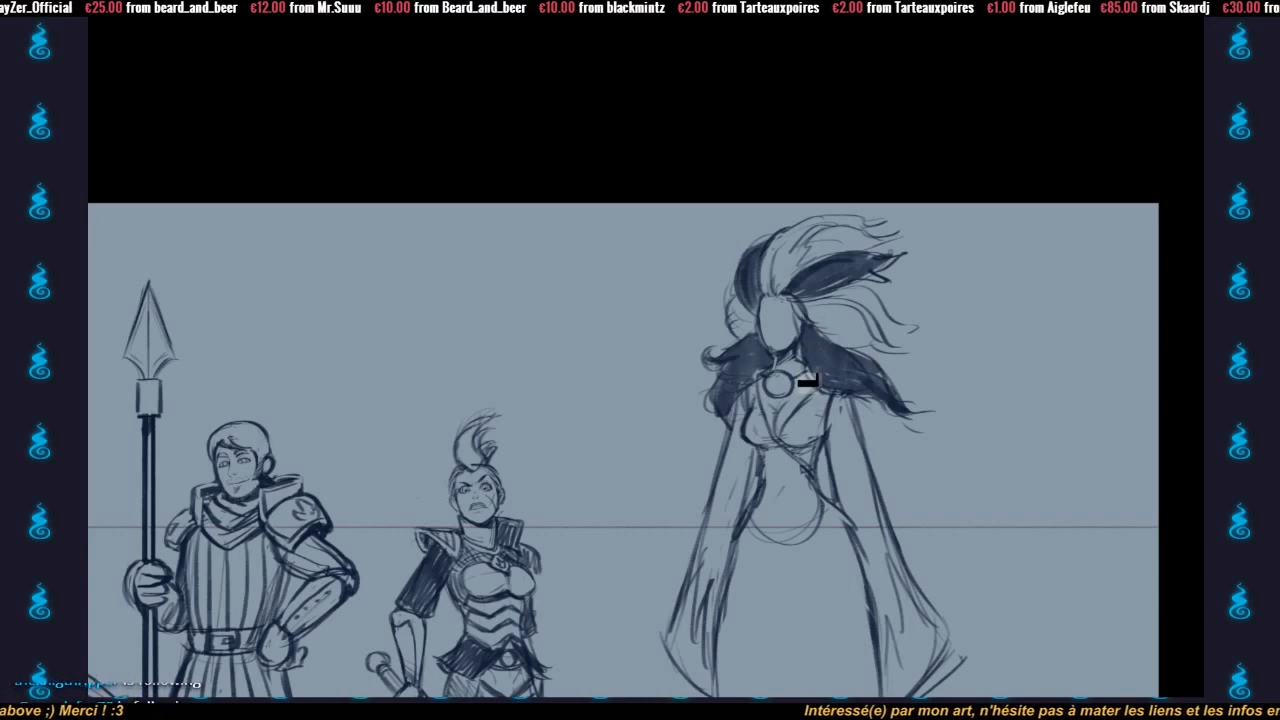 ayZer_Official €25.00 from beard_and_beer €12.00 from Mr.Suuu €10.00 from Beard_and_beer €10.00 from blackmintz €2.00 from Tarteauxpoires €2.00 from Tarteauxpoires €1.00 from Aiglefeu €85.00 from Skaardj €30.00 fro
above ;) Merci ! :3 Intéressé(e) par mon art, n'hésite pas à mater les liens et les infos en